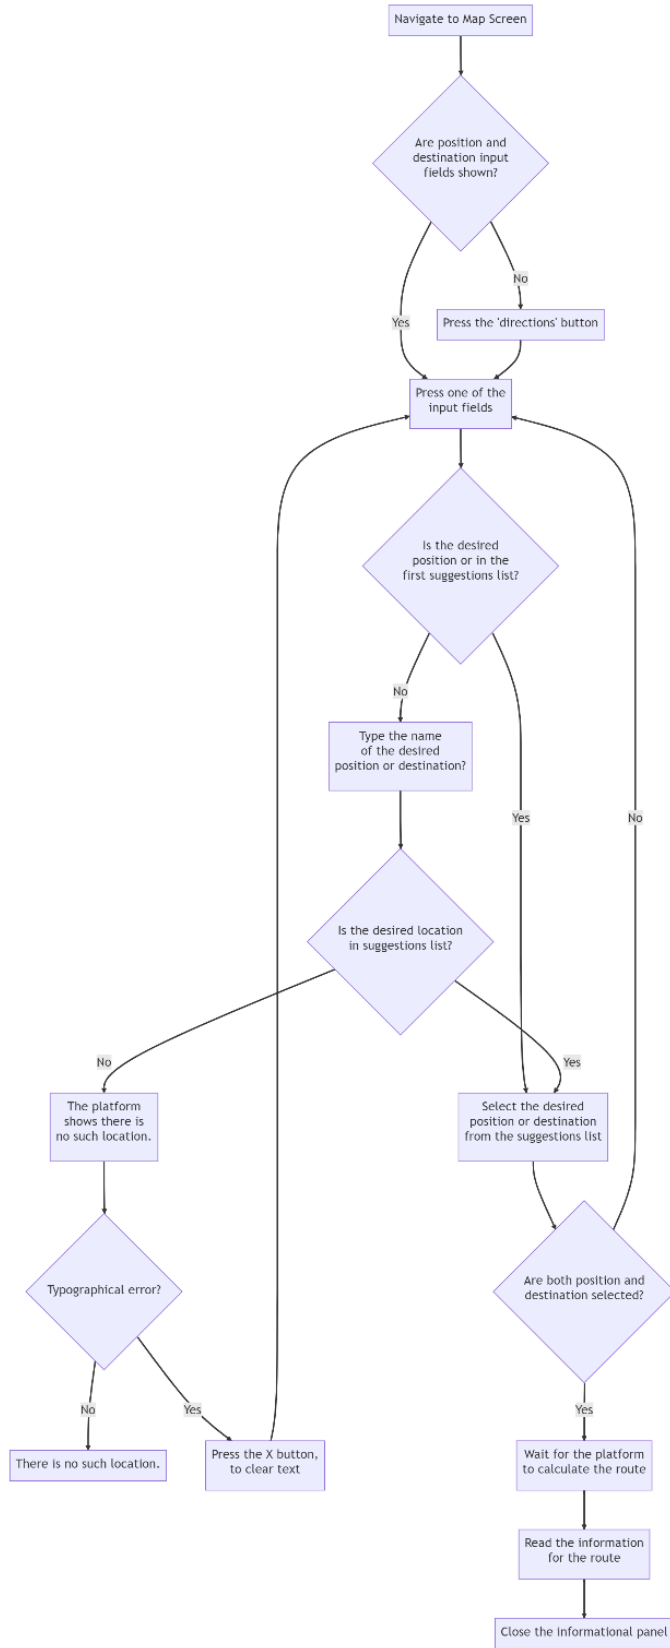 Navigate to Map Screen
Are position and
destination input
fields shown?
No
Yes
Press the 'directions' button
Press one of the
input fields
Is the desired
position or in the
first suggestions list?
No
Type the name
of the desired
position or destination?
Yes
No
Is the desired location
in suggestions list?
No
Yes
The platform
shows there is
no such location.
Select the desired
position or destination
from the suggestions list
Typographical error?
Are both position and
destination selected?
No
Yes
Yes
There is no such location.
Press the X button,
to clear text
Wait for the platform
to calculate the route
Read the information
for the route
Close the informational panel